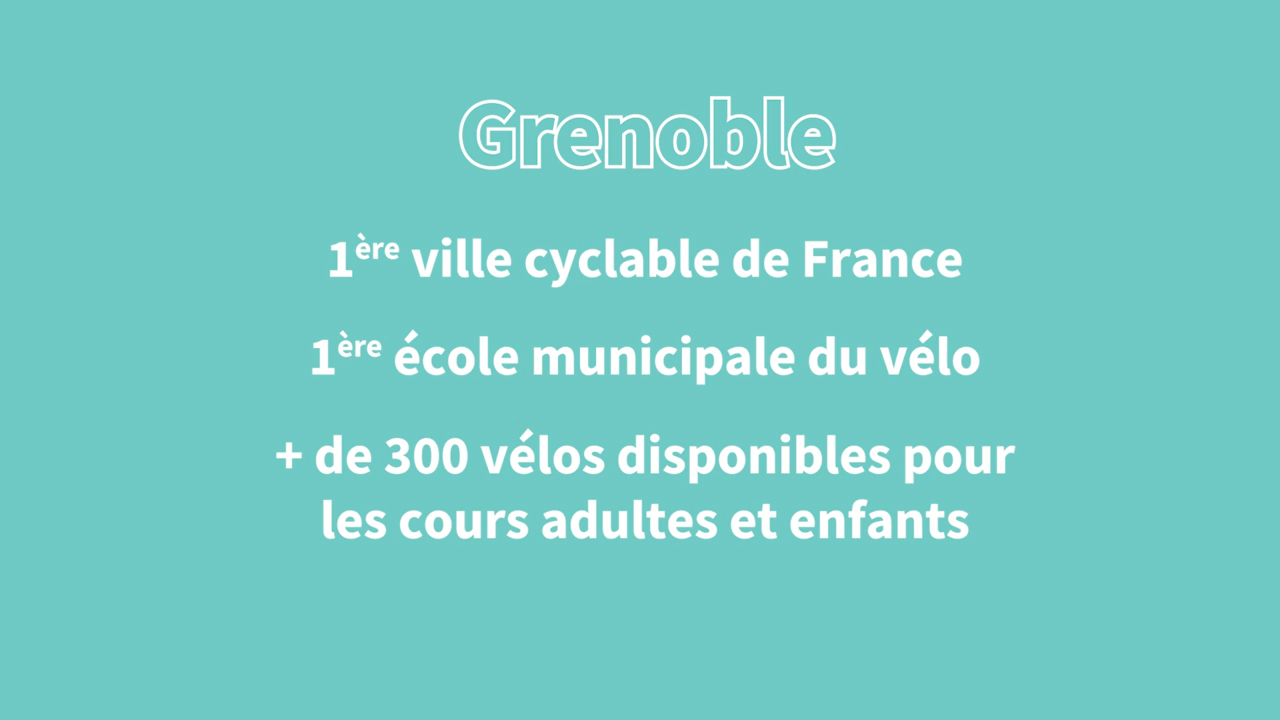 Grenoble
1ère ville cyclable de France
1ère école municipale du vélo
+ de 300 vélos disponibles pour
les cours adultes et enfants